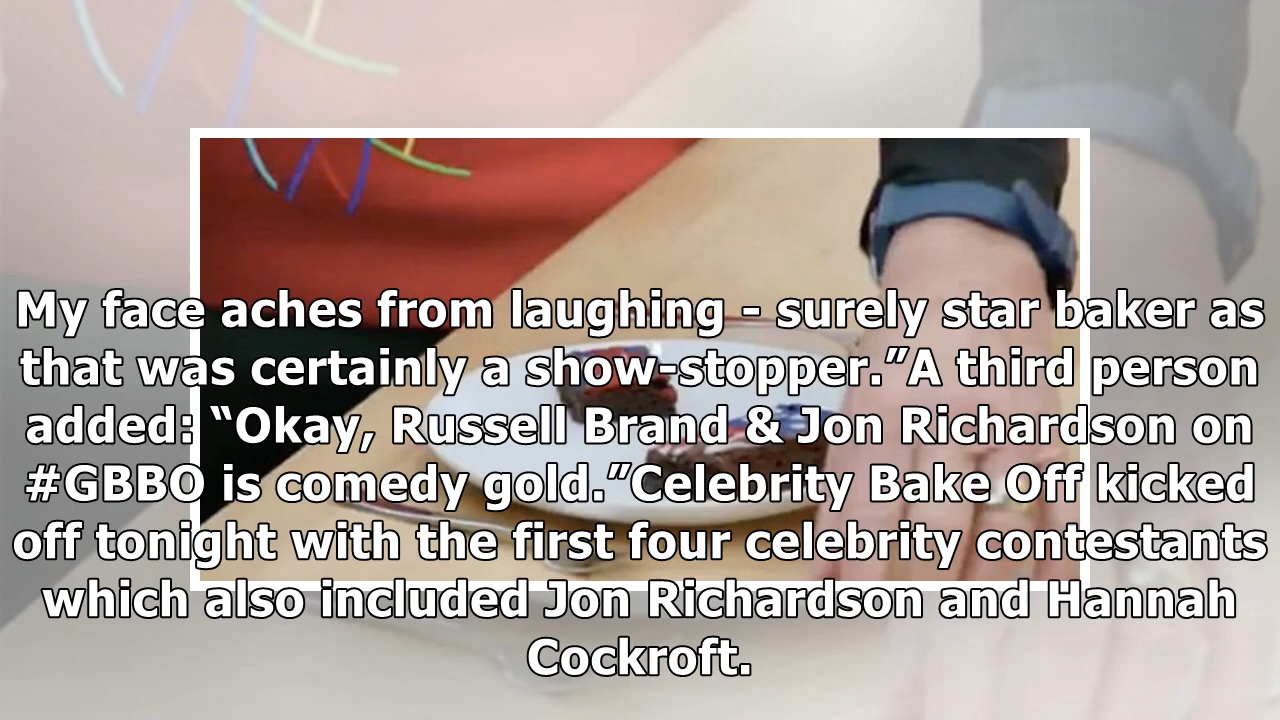 My face aches from laughing - surely star baker as
that was certainly a show-stopper.”A third person
added: “Okay, Russell Brand & Jon Richardson on
#GBBO is comedy gold.”Celebrity Bake Off kicked
off tonight with the first four celebrity contestants
which also included Jon Richardson and Hannah
Cockroft.